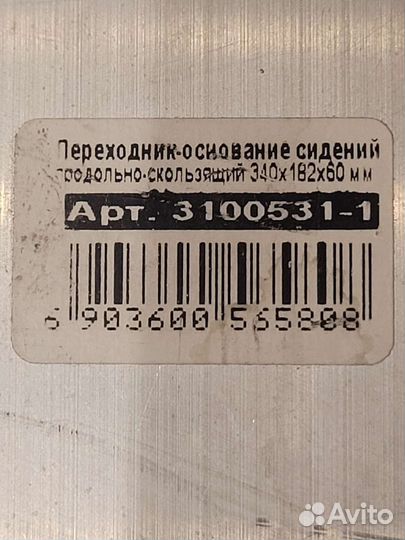 Переходник-основание сидений
продольно-скользящий 340х182х60 мм
Арт. 3100531-1
6 903600 565808
Avito